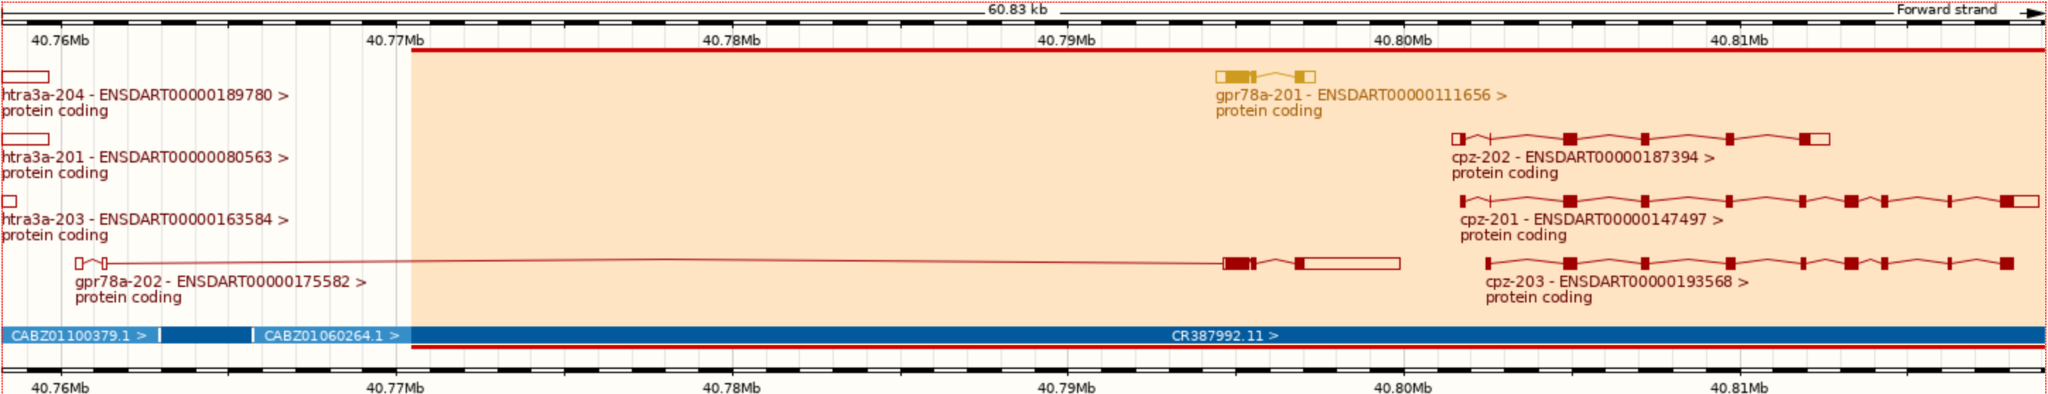 60.83 kb Forward strand
40.76Mb 40.77Mb 40.78Mb 40.79Mb 40.80Mb 40.81Mb
htra3a-204 - ENSDART00000189780 >
protein coding
gpr78a-201 - ENSDART00000111656 >
protein coding
htra3a-201 - ENSDART00000080563 >
protein coding
cpz-202 - ENSDART00000187394 >
protein coding
htra3a-203 - ENSDART00000163584 >
protein coding
cpz-201 - ENSDART00000147497 >
protein coding
gpr78a-202 - ENSDART00000175582 >
protein coding
cpz-203 - ENSDART00000193568 >
protein coding
CABZ01100379.1 > CABZ01060264.1 > CR387992.11 >
40.76Mb 40.77Mb 40.78Mb 40.79Mb 40.80Mb 40.81Mb